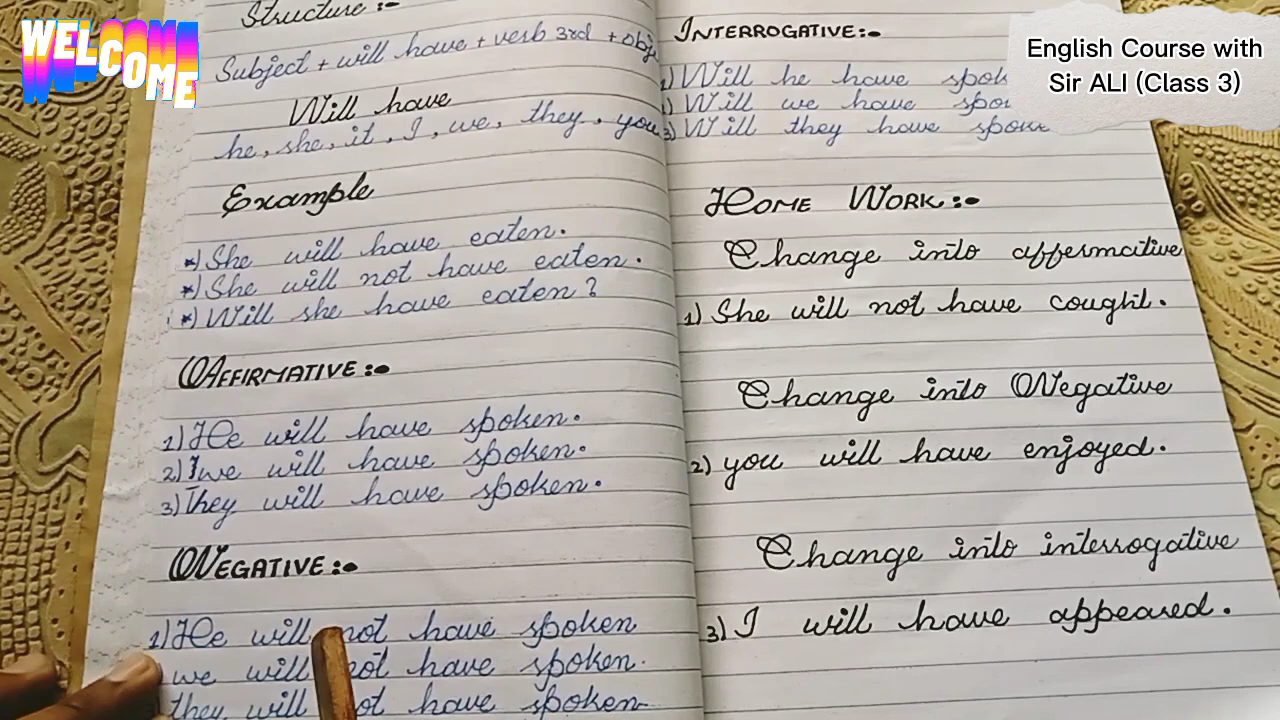 WELCOME
English Course with
Sir ALI (Class 3)
Structure :-
Subject + will have + verb 3rd + obj
Will have
he, she, it, I, we, they, you
Example
*) She will have eaten.
*) She will not have eaten.
*) Will she have eaten?
AFFIRMATIVE:-
1) He will have spoken.
2) we will have spoken.
3) They will have spoken.
NEGATIVE:-
1) He will not have spoken
we will not have spoken.
they will not have spoken
INTERROGATIVE:-
1) Will he have spok
) Will we have spo
3) Will they have spoke
HOME WORK:-
Change into affermative
1) She will not have cought.
Change into Negative
2) you will have enjoyed.
Change into interrogative
3) I will have appeared.